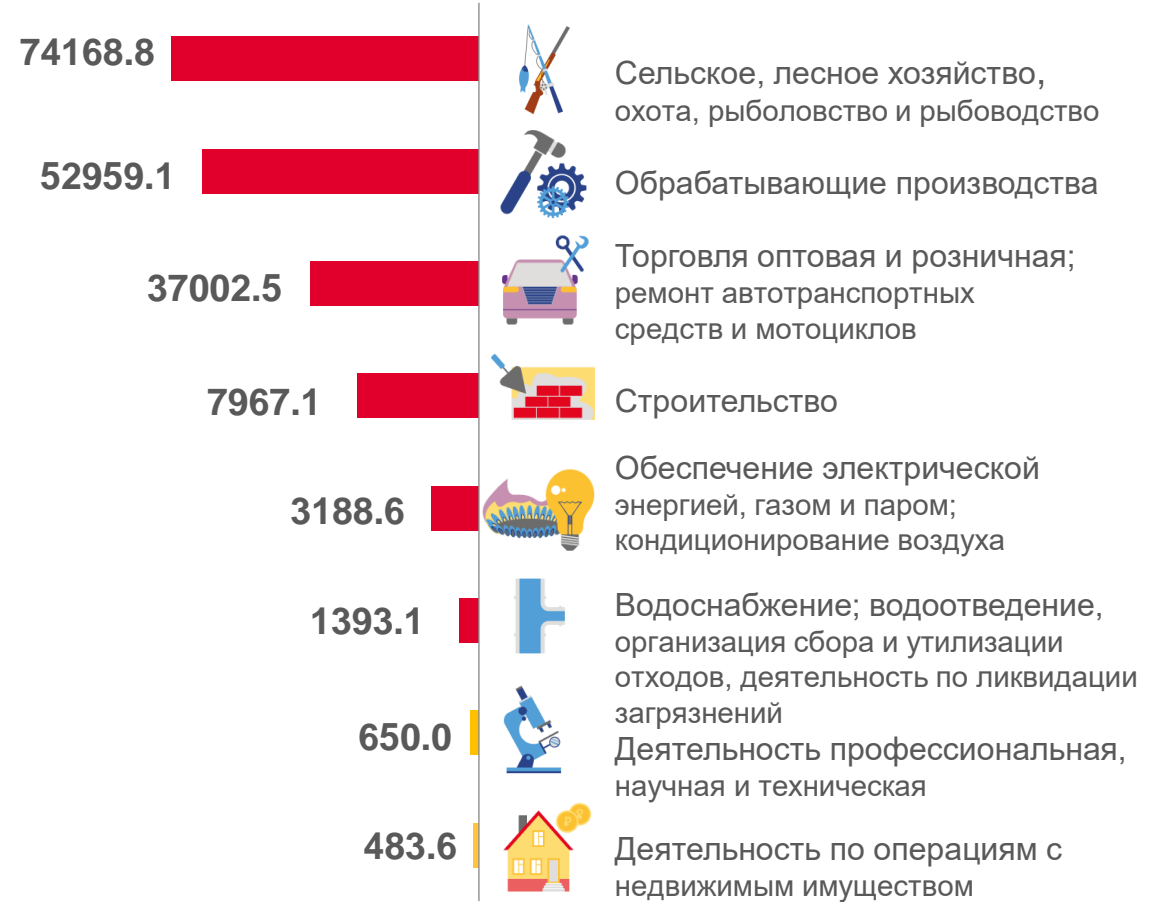 74168.8
Сельское, лесное хозяйство,
охота, рыболовство и рыбоводство
52959.1
Обрабатывающие производства
37002.5
Торговля оптовая и розничная;
ремонт автотранспортных
средств и мотоциклов
7967.1
Строительство
3188.6
Обеспечение электрической
энергией, газом и паром;
кондиционирование воздуха
1393.1
Водоснабжение; водоотведение,
организация сбора и утилизации
отходов, деятельность по ликвидации
загрязнений
650.0
Деятельность профессиональная,
научная и техническая
483.6
Деятельность по операциям с
недвижимым имуществом